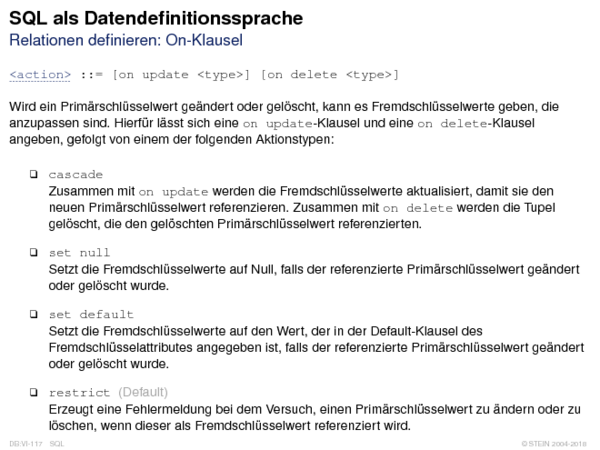 SQL als Datendefinitionssprache
Relationen definieren: On-Klausel
<action> ::= [on update <type>] [on delete <type>]
Wird ein Primärschlüsselwert geändert oder gelöscht, kann es Fremdschlüsselwerte geben, die
anzupassen sind. Hierfür lässt sich eine on update-Klausel und eine on delete-Klausel
angeben, gefolgt von einem der folgenden Aktionstypen:
❑ cascade
Zusammen mit on update werden die Fremdschlüsselwerte aktualisiert, damit sie den
neuen Primärschlüsselwert referenzieren. Zusammen mit on delete werden die Tupel
gelöscht, die den gelöschten Primärschlüsselwert referenzierten.
❑ set null
Setzt die Fremdschlüsselwerte auf Null, falls der referenzierte Primärschlüsselwert geändert
oder gelöscht wurde.
❑ set default
Setzt die Fremdschlüsselwerte auf den Wert, der in der Default-Klausel des
Fremdschlüsselattributes angegeben ist, falls der referenzierte Primärschlüsselwert geändert
oder gelöscht wurde.
❑ restrict (Default)
Erzeugt eine Fehlermeldung bei dem Versuch, einen Primärschlüsselwert zu ändern oder zu
löschen, wenn dieser als Fremdschlüsselwert referenziert wird.
DB:VI-117 SQL © STEIN 2004-2018